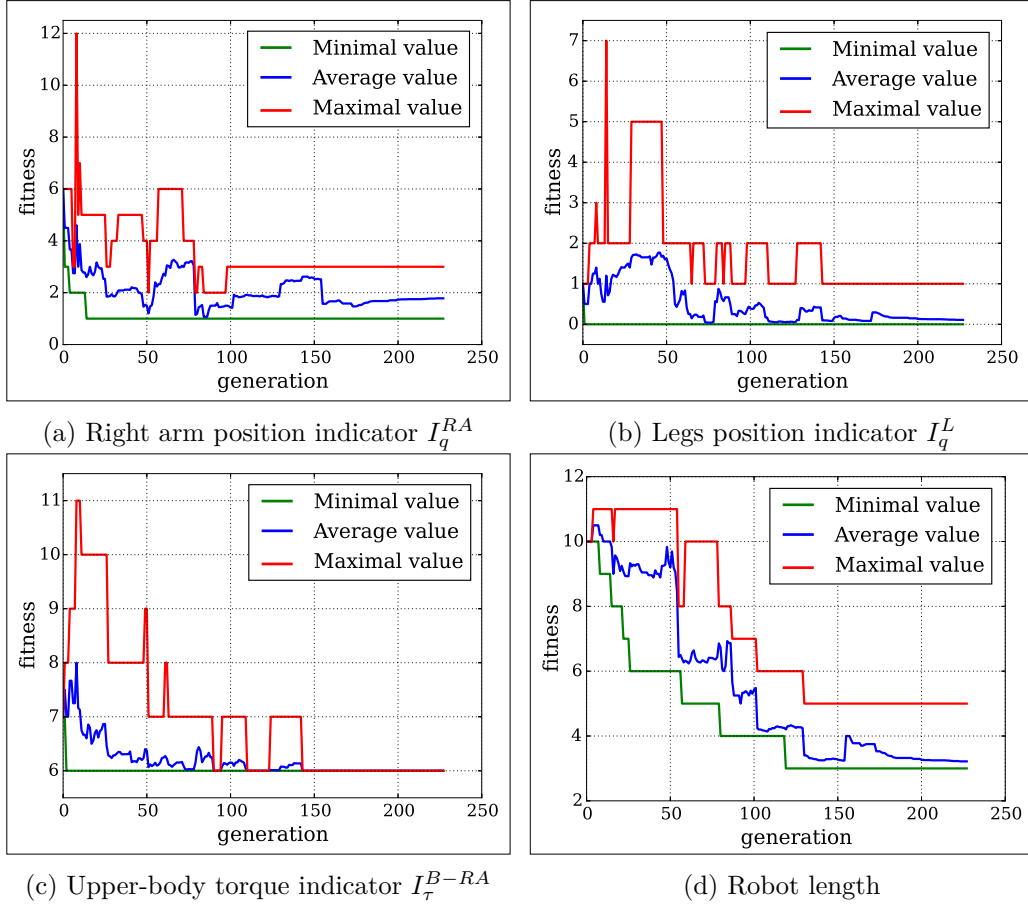 12
10
8
6
4
2
0
fitness
Minimal value
Average value
Maximal value
0 50 100 150 200 250
generation
(a) Right arm position indicator $I_q^{RA}$
7
6
5
4
3
2
1
0
fitness
Minimal value
Average value
Maximal value
0 50 100 150 200 250
generation
(b) Legs position indicator $I_q^{L}$
11
10
9
8
7
6
fitness
Minimal value
Average value
Maximal value
0 50 100 150 200 250
generation
(c) Upper-body torque indicator $I_\tau^{B-RA}$
12
10
8
6
4
2
fitness
Minimal value
Average value
Maximal value
0 50 100 150 200 250
generation
(d) Robot length